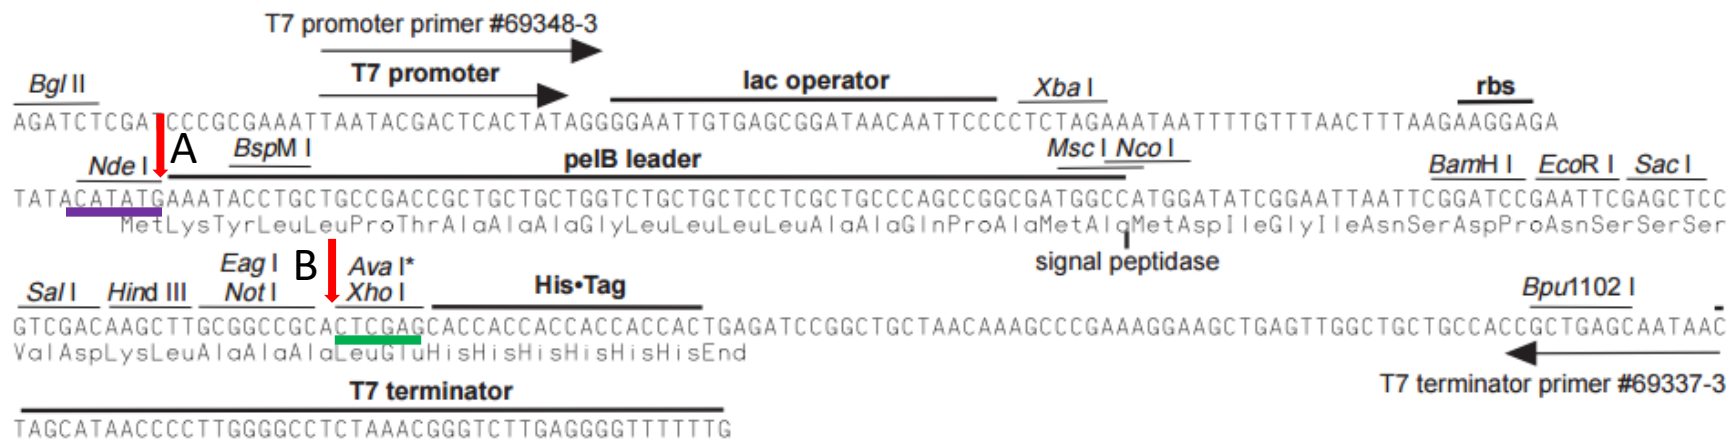 T7 promoter primer #69348-3
Bgl II T7 promoter lac operator Xba I rbs
AGATCTCGATCCCGCGAAATTAATACGACTCACTATAGGGGAATTGTGAGCGGATAACAATTCCCCTCTAGAAATAATTTTGTTTAACTTTAAGAAGGAGA
A
Nde I BspM I pelB leader Msc I Nco I BamH I EcoR I Sac I
TATACATATGAAATACCTGCTGCCGACCGCTGCTGCTGGTCTGCTGCTCCTCGCTGCCCAGCCGGCGATGGCCATGGATATCGGAATTAATTCGGATCCGAATTCGAGCTCC
MetLysTyrLeuLeuProThrAlaAlaAlaGlyLeuLeuLeuLeuAlaAlaGlnProAlaMetAlaMetAspIleGlyIleAsnSerAspProAsnSerSerSer
signal peptidase
B
Eag I Ava I*
Sal I Hind III Not I Xho I His•Tag Bpu1102 I
GTCGACAAGCTTGCGGCCGCACTCGAGCACCACCACCACCACCACTGAGATCCGGCTGCTAACAAAGCCCGAAAGGAAGCTGAGTTGGCTGCTGCCACCGCTGAGCAATAAC
ValAspLysLeuAlaAlaAlaLeuGluHisHisHisHisHisHisEnd
T7 terminator T7 terminator primer #69337-3
TAGCATAACCCCTTGGGGCCTCTAAACGGGTCTTGAGGGGTTTTTTG